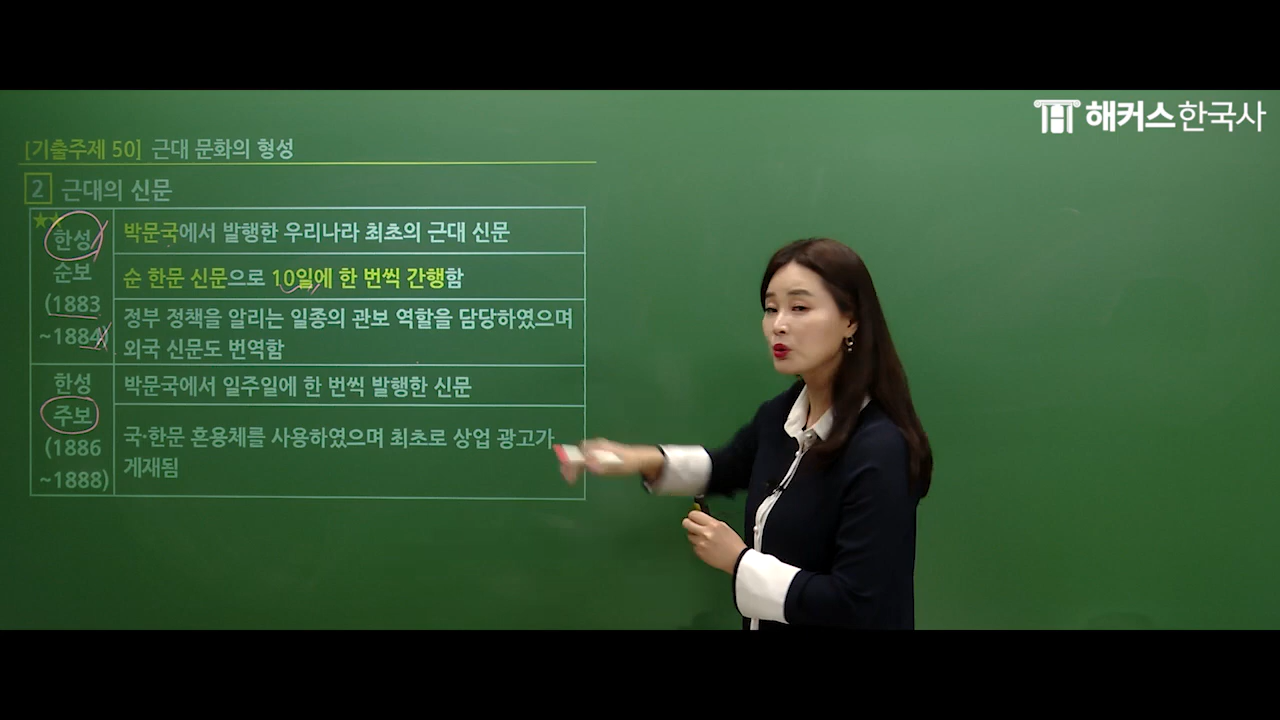 해커스한국사
[기출주제 50] 근대 문화의 형성
2 근대의 신문
★★
한성
순보
(1883
~1884)
박문국에서 발행한 우리나라 최초의 근대 신문
순 한문 신문으로 10일에 한 번씩 간행함
정부 정책을 알리는 일종의 관보 역할을 담당하였으며
외국 신문도 번역함
한성
주보
(1886
~1888)
박문국에서 일주일에 한 번씩 발행한 신문
국·한문 혼용체를 사용하였으며 최초로 상업 광고가
게재됨